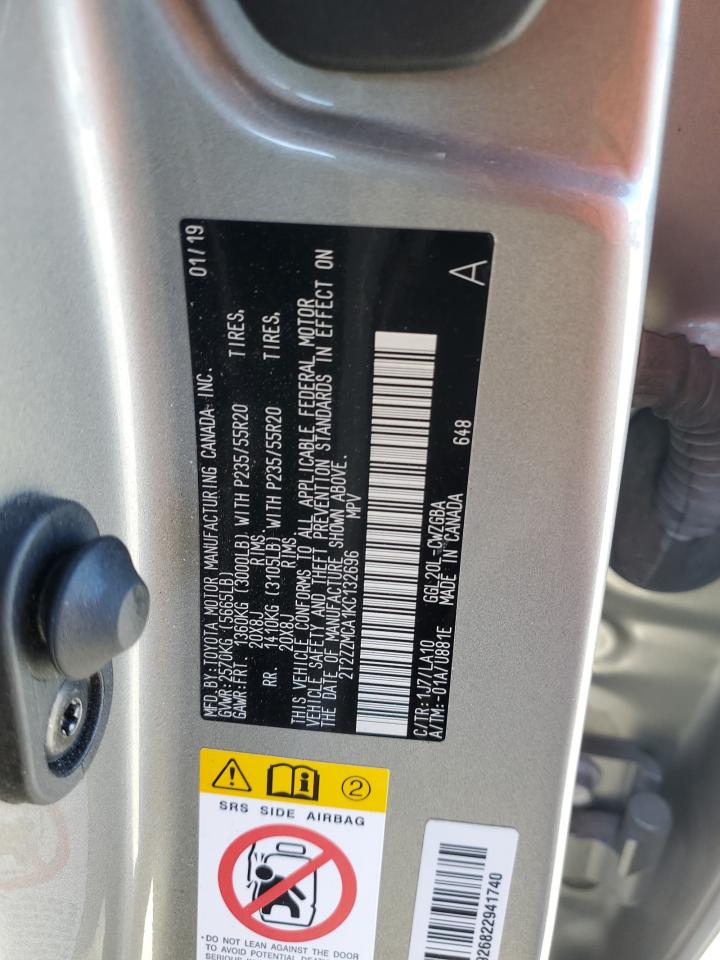 MFD.BY:TOYOTA MOTOR MANUFACTURING CANADA INC. 01/19
GVWR:2570KG (5665LB)
GAWR:FRT. 1360KG (3000LB) WITH P235/55R20 TIRES,
20X8J RIMS.
RR. 1410KG (3105LB) WITH P235/55R20 TIRES,
20X8J RIMS.
THIS VEHICLE CONFORMS TO ALL APPLICABLE FEDERAL MOTOR
VEHICLE SAFETY AND THEFT PREVENTION STANDARDS IN EFFECT ON
THE DATE OF MANUFACTURE SHOWN ABOVE.
2T2ZZMCA1KC132696 MPV
C/TR:1J7/LA10 GGL20L-CWZGBA
A/TM:-01A/U881E MADE IN CANADA 648
A
2
SRS SIDE AIRBAG
•DO NOT LEAN AGAINST THE DOOR
TO AVOID POTENTIAL
SERIOUS
26822941740